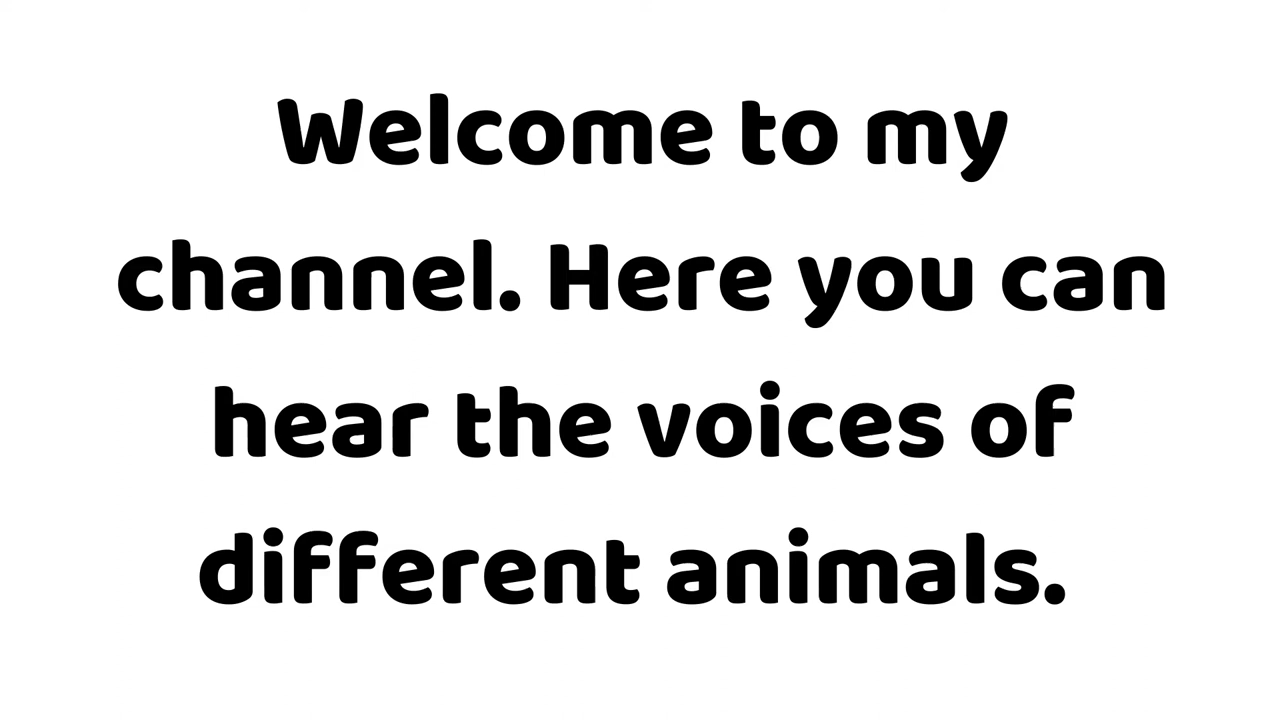 Welcome to my
channel. Here you can
hear the voices of
different animals.